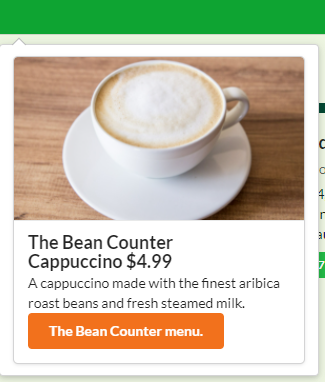 The Bean Counter
Cappuccino $4.99
A cappuccino made with the finest aribica
roast beans and fresh steamed milk.
The Bean Counter menu.